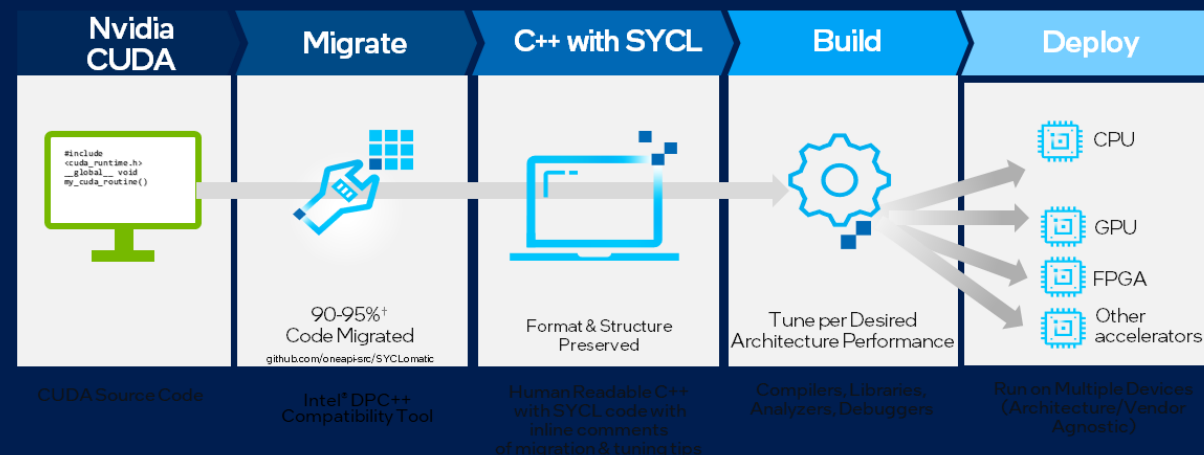 Nvidia
CUDA
Migrate
C++ with SYCL
Build
Deploy
#include
<cuda_runtime.h>
__global__ void
my_cuda_routine()
90-95%†
Code Migrated
github.com/oneapi-src/SYCLomatic
Format & Structure
Preserved
Tune per Desired
Architecture Performance
CPU
GPU
FPGA
Other
accelerators
CUDA Source Code
Intel® DPC++
Compatibility Tool
Human Readable C++
with SYCL code with
inline comments
of migration & tuning tips
Compilers, Libraries,
Analyzers, Debuggers
Run on Multiple Devices
(Architecture/Vendor
Agnostic)